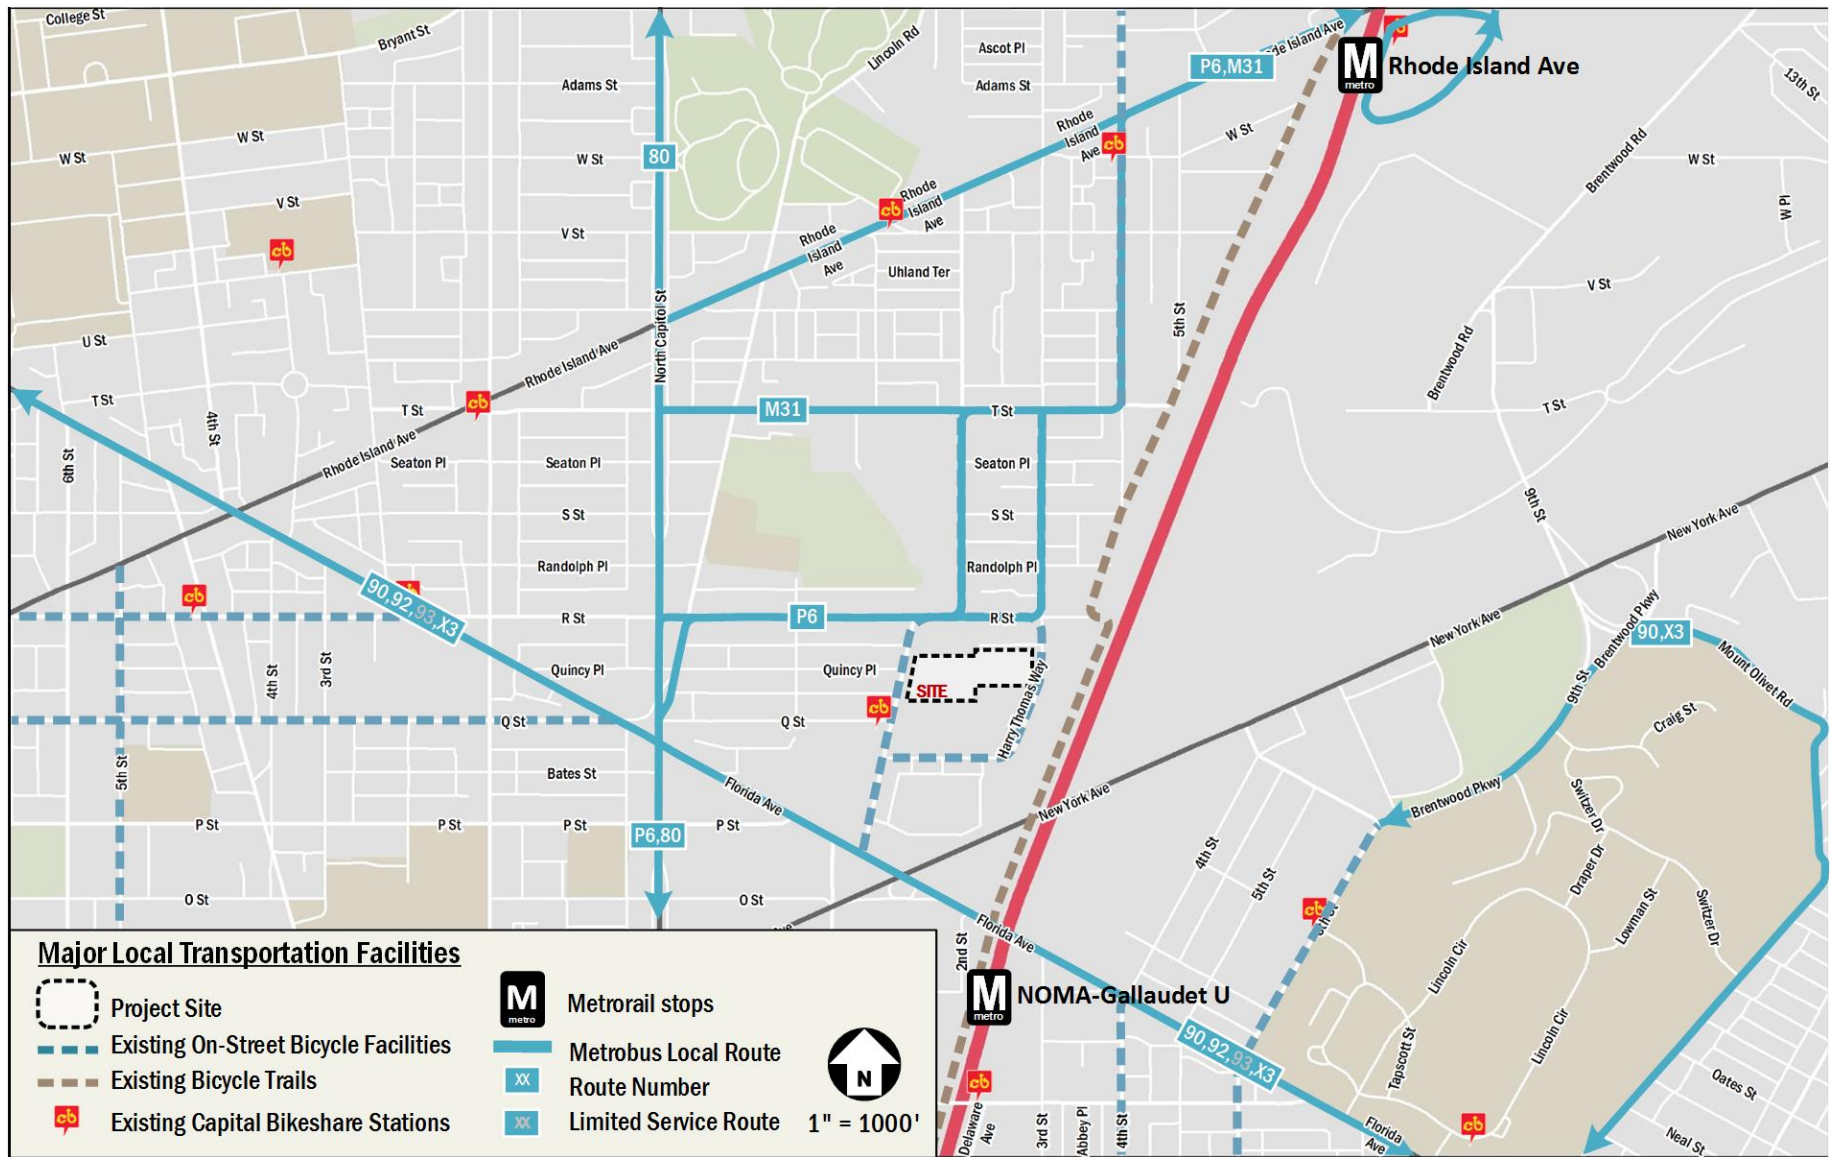 College St
Bryant St
Lincoln Rd
Ascot Pl
de Island Ave
P6,M31
M
metro
Rhode Island Ave
13th St
Adams St
Adams St
W St
W St
80
W St
Rhode
Island
Ave
W St
Brentwood Rd
W St
V St
Rhode
Island
Ave
W Pl
V St
Rhode
Island
Ave
Uhland Ter
V St
U St
North Capitol St
5th St
Rhode Island Ave
Brentwood Rd
T St
4th St
T St
M31
T St
T St
6th St
Rhode Island Ave
Seaton Pl
Seaton Pl
Seaton Pl
S St
S St
9th St
New York Ave
Randolph Pl
Randolph Pl
90,92,93,X3
R St
P6
R St
New York Ave
Brentwood Pkwy
90,X3
4th St
3rd St
Quincy Pl
Quincy Pl
SITE
Harry Thomas Way
9th St
Mount Olivet Rd
Q St
Q St
Craig St
5th St
Bates St
Florida Ave
New York Ave
Brentwood Pkwy
Switzer Dr
P St
P St
P St
P6,80
P St
4th St
5th St
Draper Dr
O St
O St
Ave
Florida Ave
6th St
Lowman St
Switzer Dr
2nd St
Lincoln Cir
M
metro
NOMA-Gallaudet U
90,92,93,X3
Tapscott St
Lincoln Cir
Oates St
Delaware
Ave
3rd St
Abbey Pl
4th St
Florida
Ave
Neal St
Major Local Transportation Facilities
Project Site
Existing On-Street Bicycle Facilities
Existing Bicycle Trails
cb
Existing Capital Bikeshare Stations
M
metro
Metrorail stops
Metrobus Local Route
XX
Route Number
XX
Limited Service Route
N
1" = 1000'